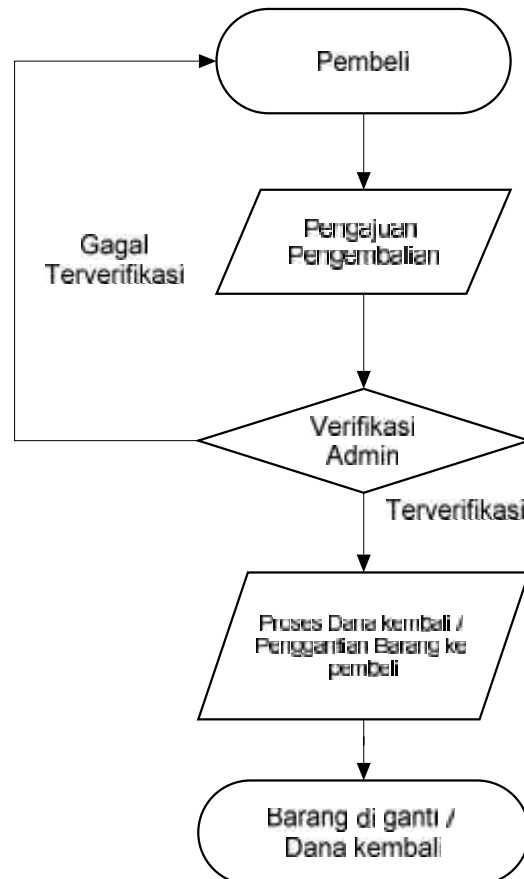 Pembeli
Pengajuan
Pengembalian
Gagal
Terverifikasi
Verifikasi
Admin
Terverifikasi
Proses Dana kembali /
Penggantian Barang ke
pembeli
Barang di ganti /
Dana kembali